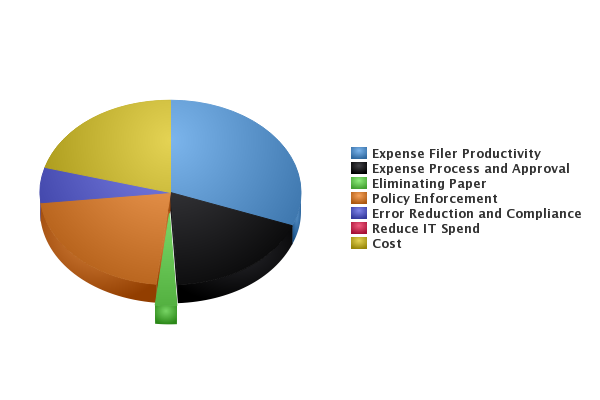 Expense Filer Productivity
Expense Process and Approval
Eliminating Paper
Policy Enforcement
Error Reduction and Compliance
Reduce IT Spend
Cost